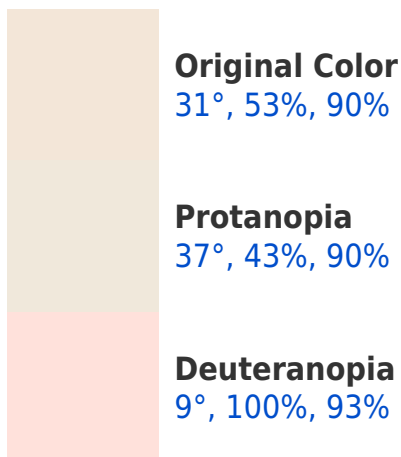 Original Color
31°, 53%, 90%
Protanopia
37°, 43%, 90%
Deuteranopia
9°, 100%, 93%